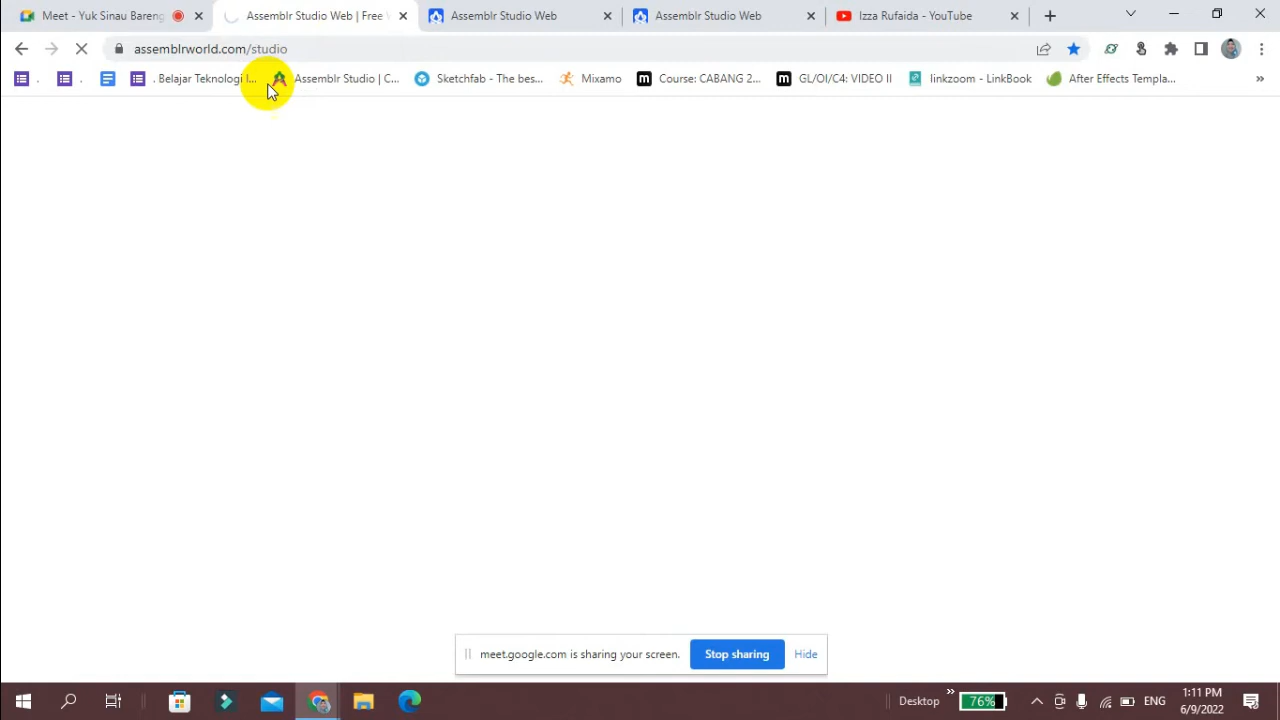 Meet - Yuk Sinau Bareng
Assemblr Studio Web | Free
Assemblr Studio Web
Assemblr Studio Web
Izza Rufaida - YouTube
assemblrworld.com/studio
.
.
. Belajar Teknologi I...
Assemblr Studio | C...
Sketchfab - The bes...
Mixamo
Course: CABANG 2...
GL/OI/C4: VIDEO
linkzoom - LinkBook
After Effects Templa...
»
meet.google.com is sharing your screen.
Stop sharing
Hide
Desktop
»
76%
ENG
1:11 PM
6/9/2022